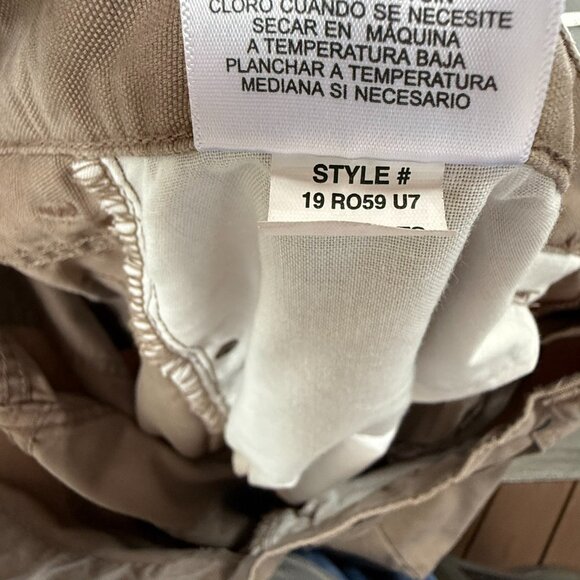 CLORO CUANDO SE NECESITE
SECAR EN MÁQUINA
A TEMPERATURA BAJA
PLANCHAR A TEMPERATURA
MEDIANA SI NECESARIO
STYLE #
19 RO59 U7